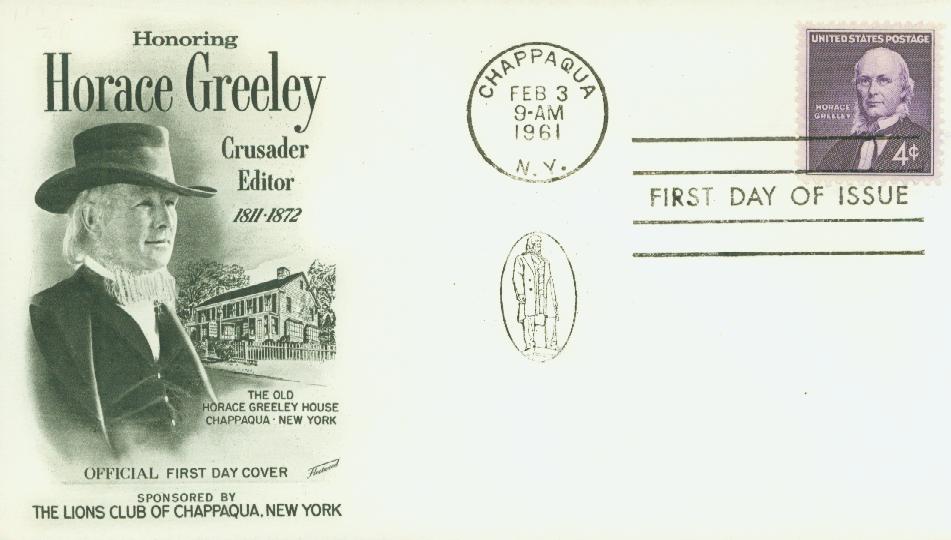 Honoring
Horace Greeley
Crusader
Editor
1811-1872
THE OLD
HORACE GREELEY HOUSE
CHAPPAQUA · NEW YORK
OFFICIAL FIRST DAY COVER
Fleetwood
SPONSORED BY
THE LIONS CLUB OF CHAPPAQUA, NEW YORK
CHAPPAQUA
FEB 3
9-AM
1961
N.Y.
UNITED STATES POSTAGE
HORACE
GREELEY
4¢
FIRST DAY OF ISSUE